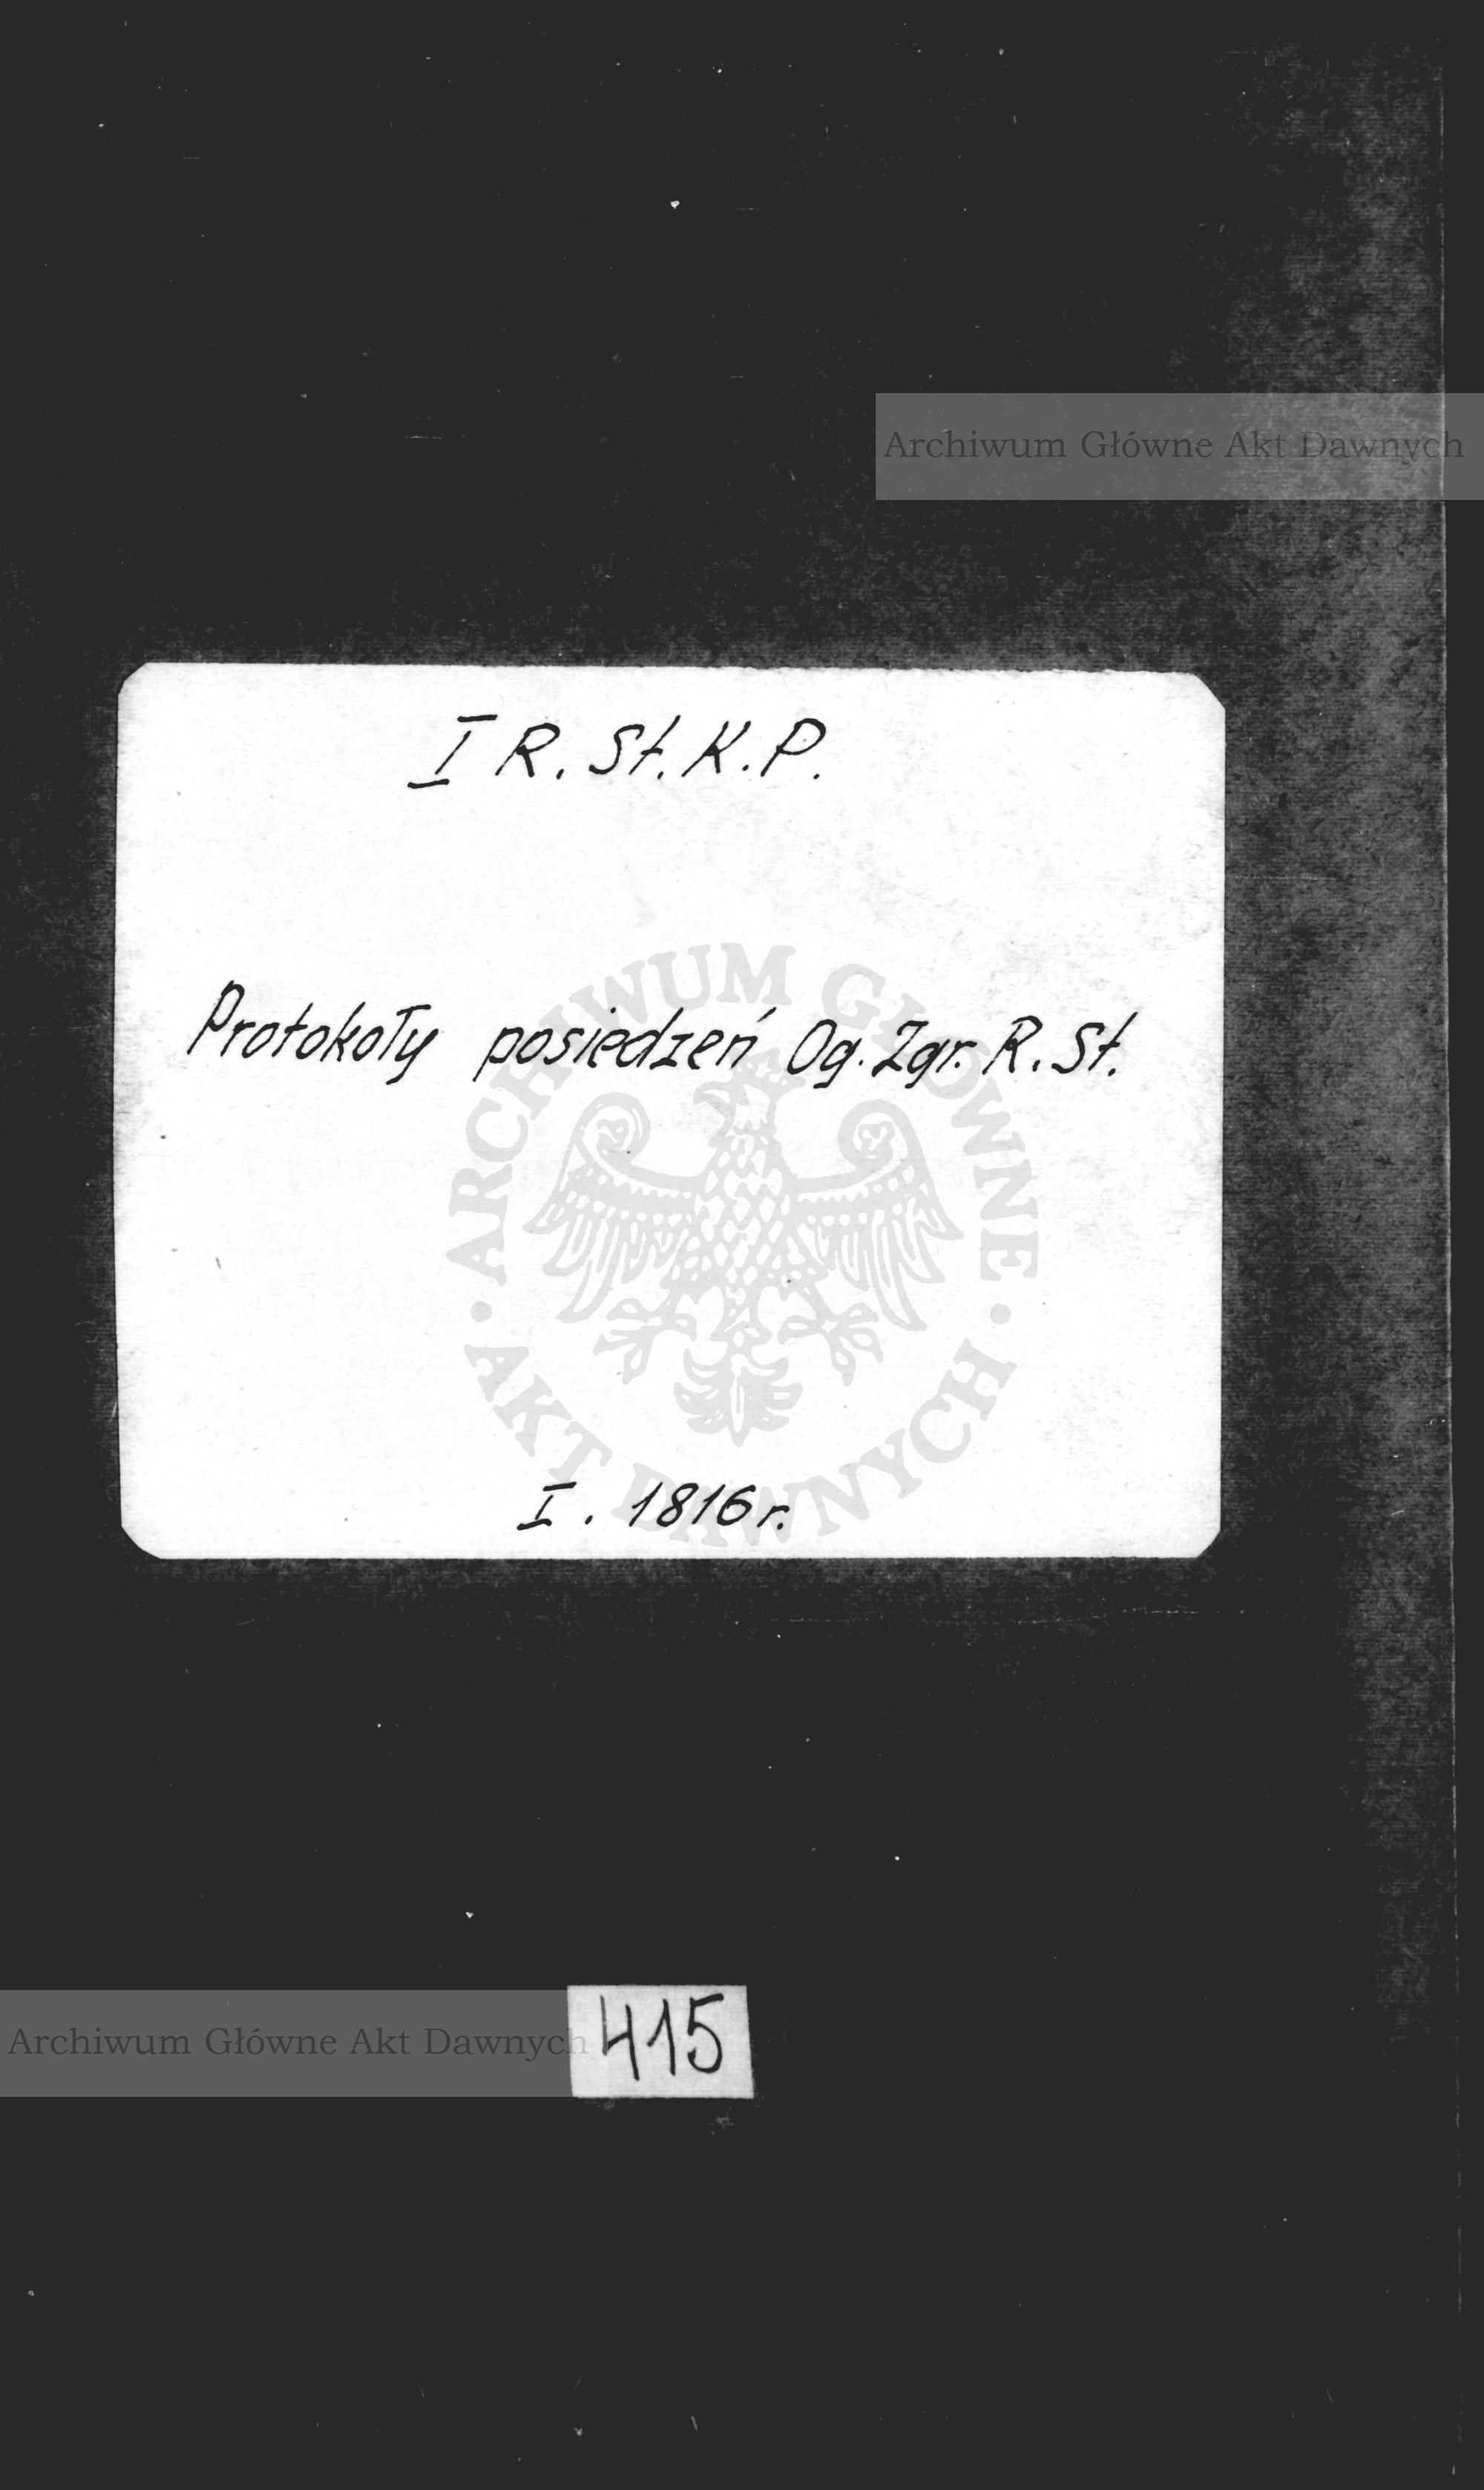 Archiwum Główne Akt Dawnych
I R. St. K. P.
Protokoły posiedzeń Og. Zgr. R. St.
ARCHIWUM GŁÓWNE
· AKT DAWNYCH ·
I. 1816 r.
Archiwum Główne Akt Dawnych
415